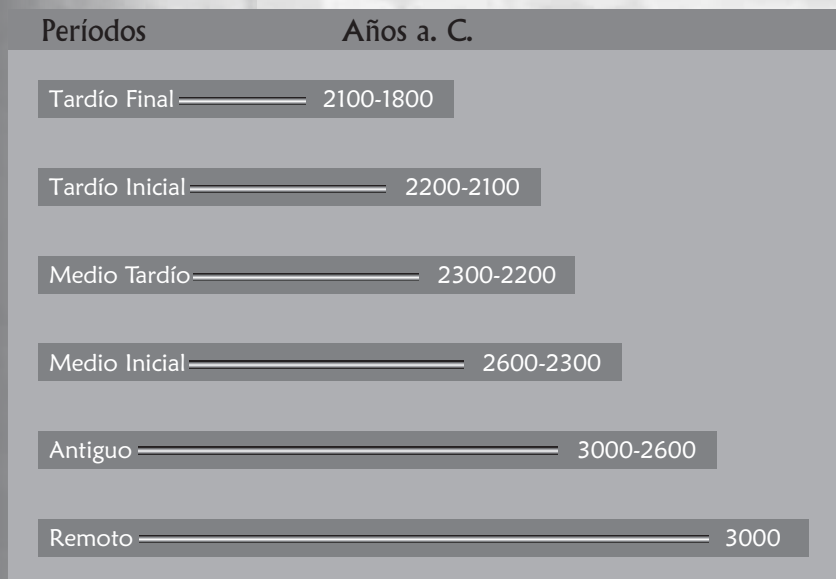 Períodos Años a. C.
Tardío Final 2100-1800
Tardío Inicial 2200-2100
Medio Tardío 2300-2200
Medio Inicial 2600-2300
Antiguo 3000-2600
Remoto 3000